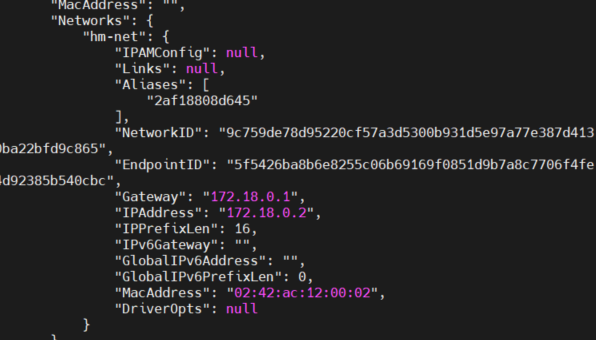 "MacAddress": "",
"Networks": {
"hm-net": {
"IPAMConfig": null,
"Links": null,
"Aliases": [
"2af18808d645"
],
"NetworkID": "9c759de78d95220cf57a3d5300b931d5e97a77e387d413
0ba22bfd9c865",
"EndpointID": "5f5426ba8b6e8255c06b69169f0851d9b7a8c7706f4fe
4d92385b540cbc",
"Gateway": "172.18.0.1",
"IPAddress": "172.18.0.2",
"IPPrefixLen": 16,
"IPv6Gateway": "",
"GlobalIPv6Address": "",
"GlobalIPv6PrefixLen": 0,
"MacAddress": "02:42:ac:12:00:02",
"DriverOpts": null
}
}